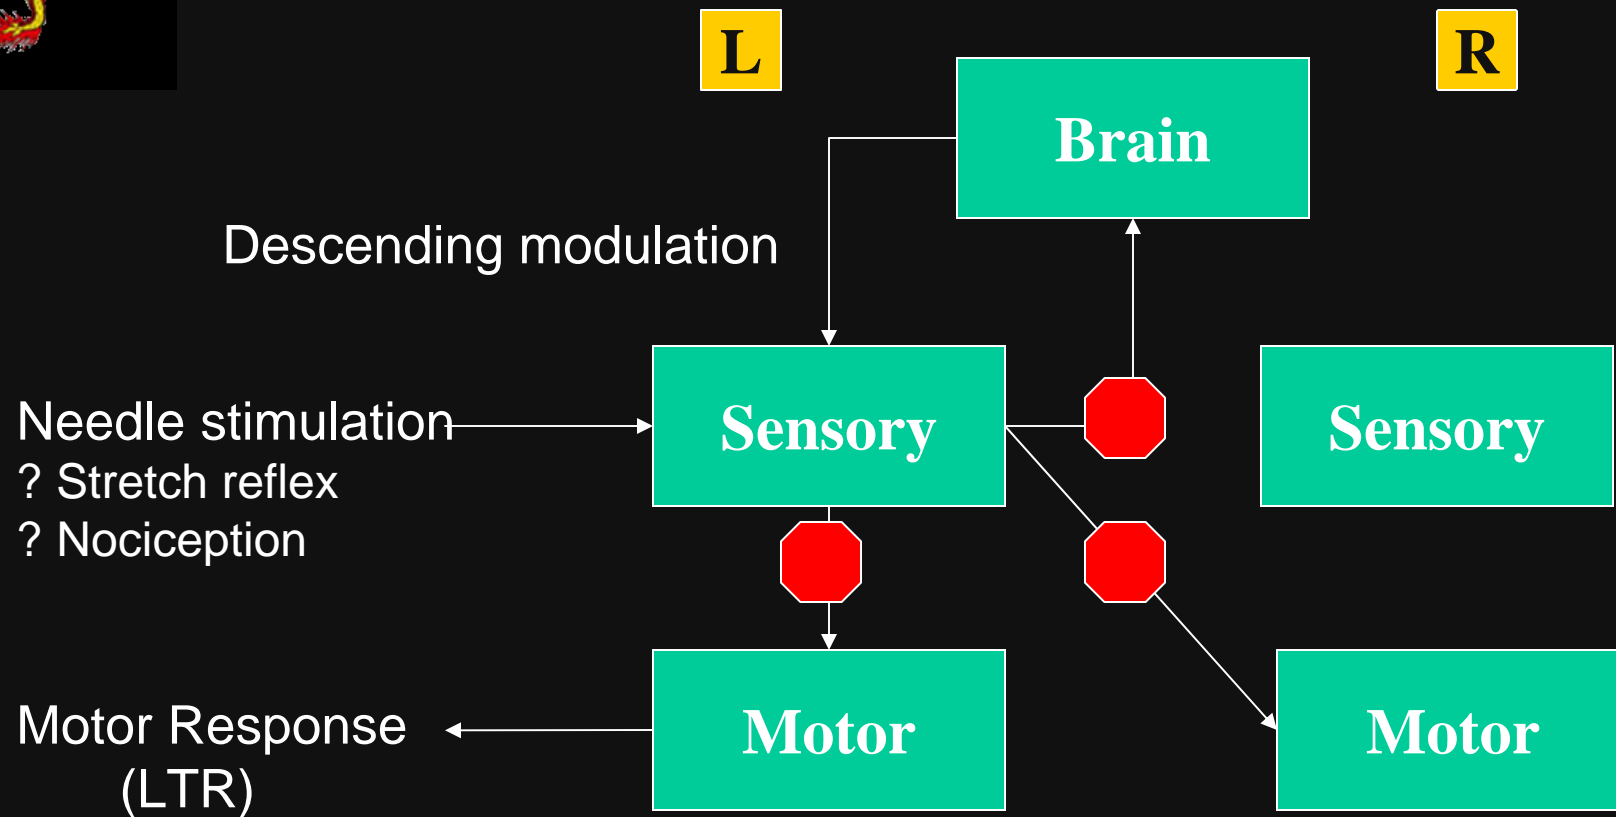 L
R
Brain
Descending modulation
Needle stimulation
? Stretch reflex
? Nociception
Sensory
Sensory
Motor Response
(LTR)
Motor
Motor